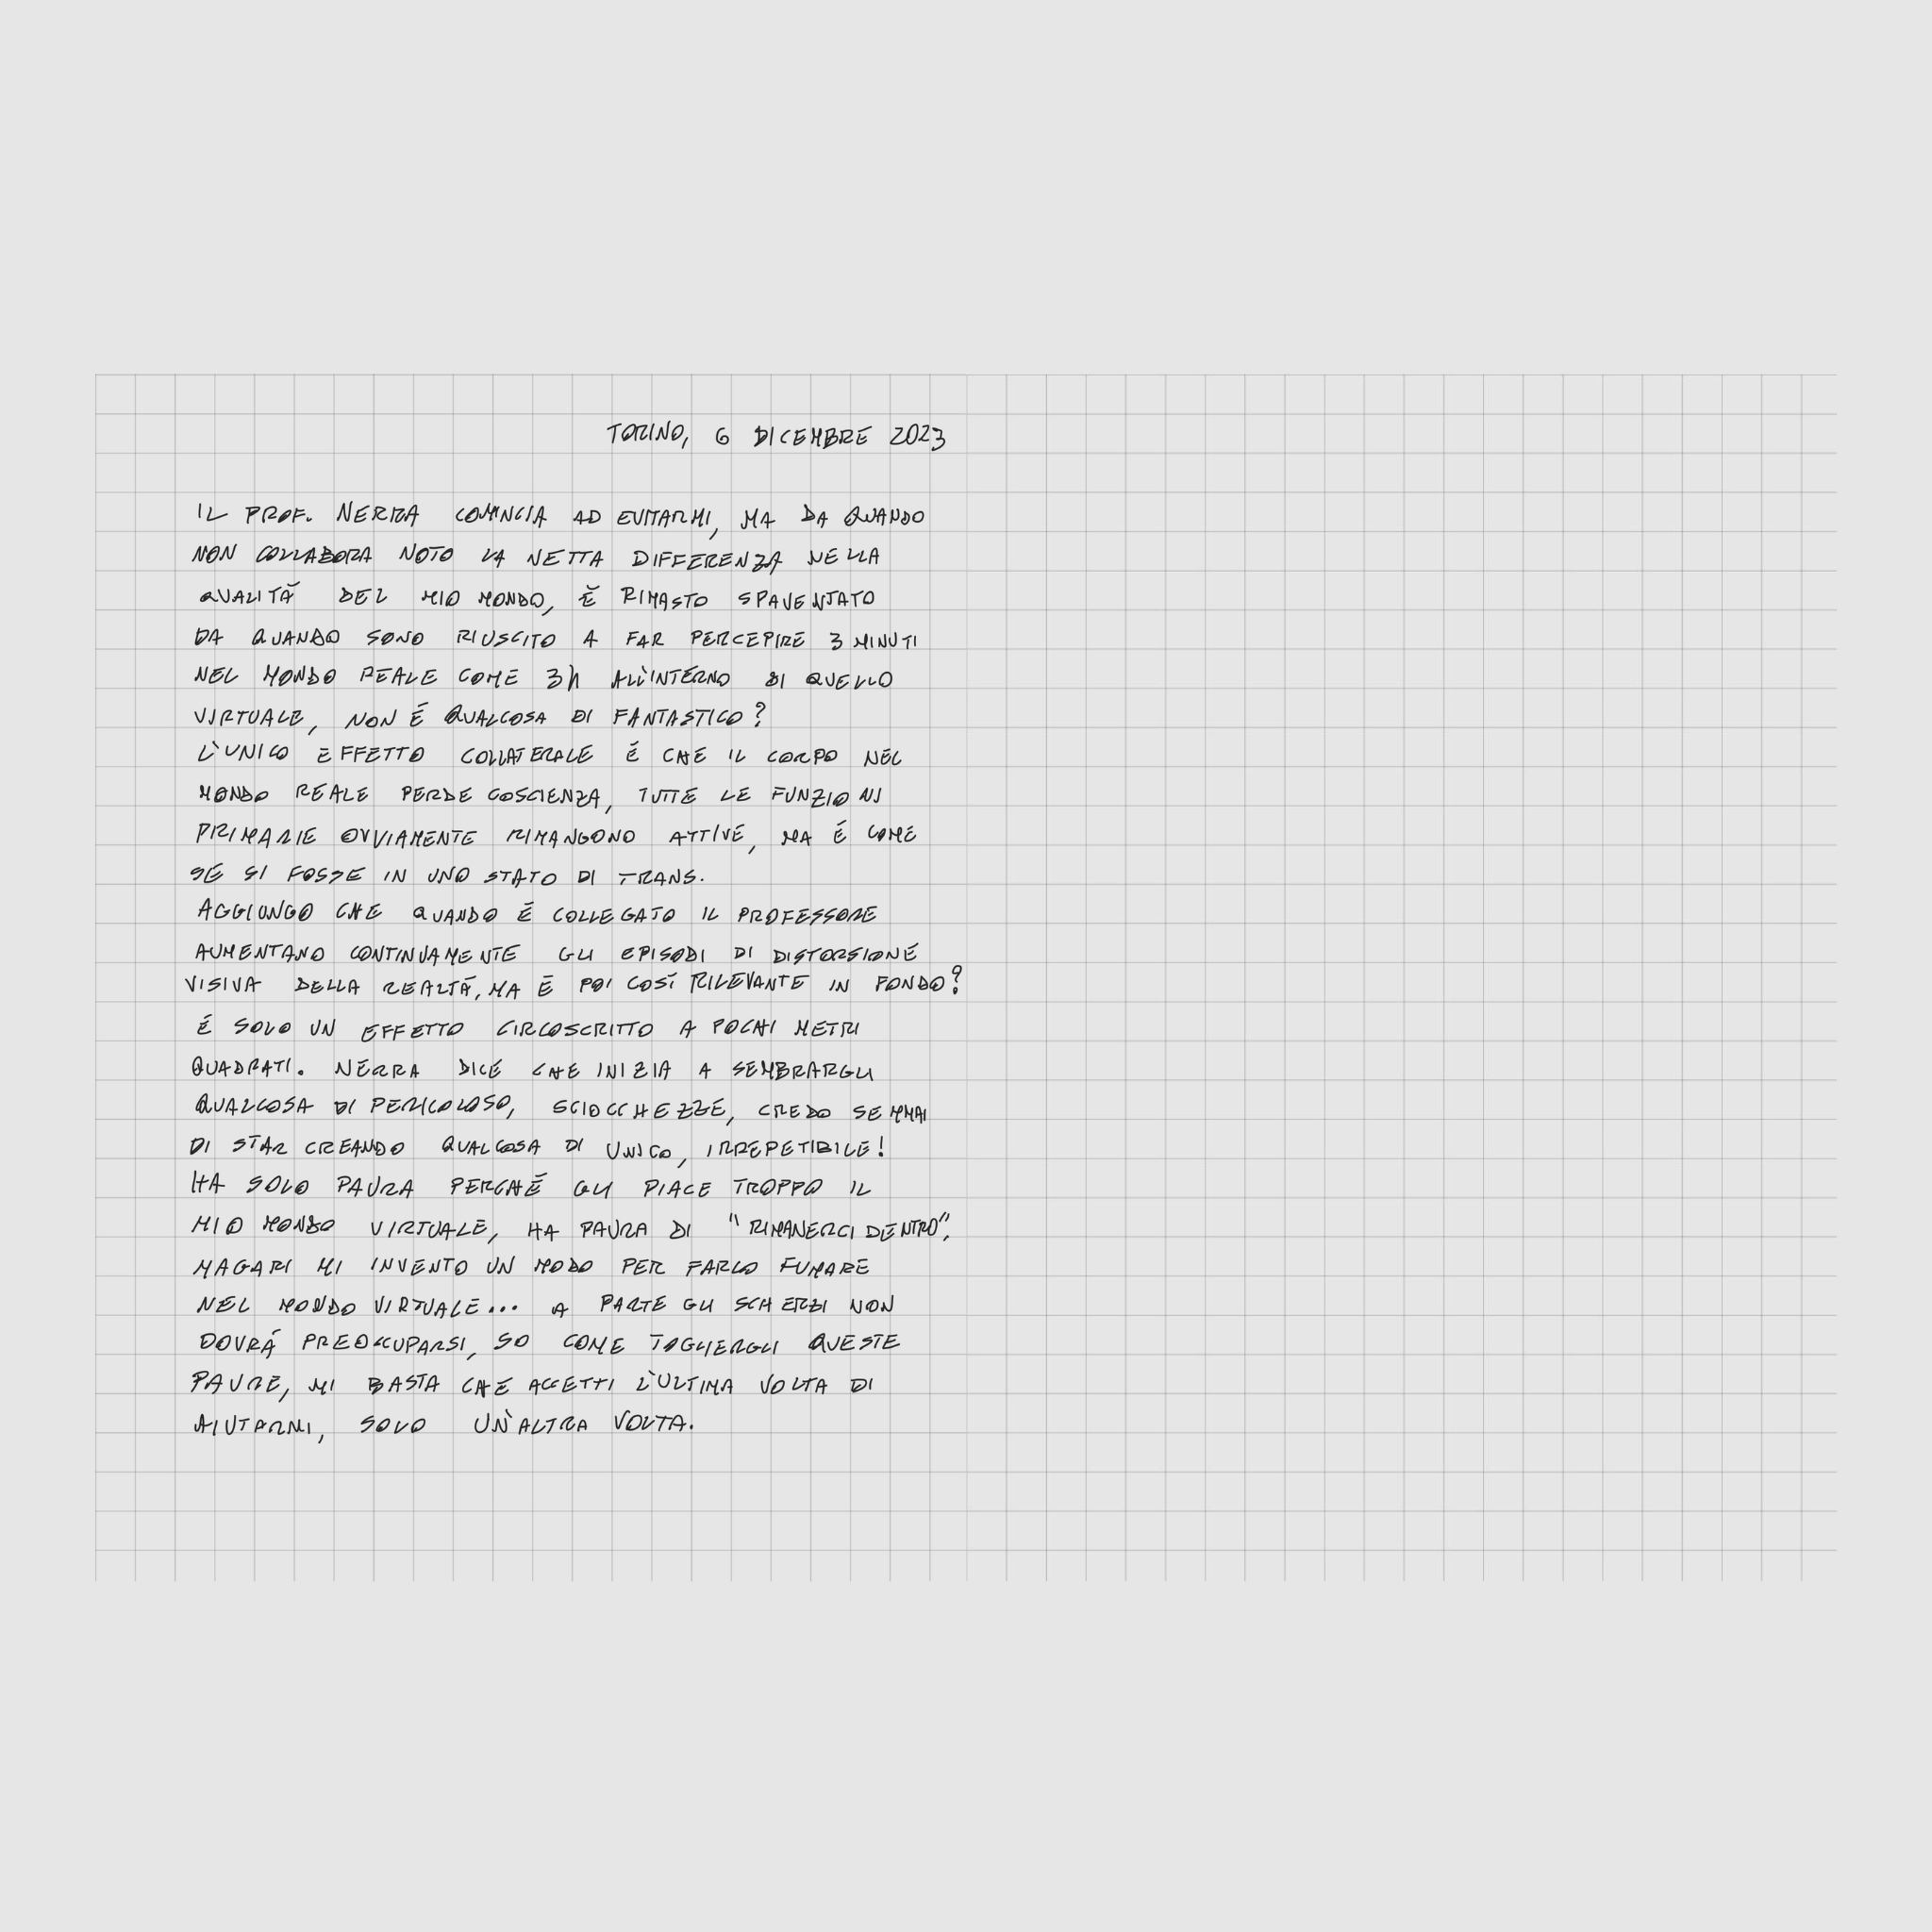 TORINO, 6 DICEMBRE 2023
IL PROF. NERRA COMINCIA AD EVITARMI, MA DA QUANDO
NON COLLABORA NOTO LA NETTA DIFFERENZA NELLA
QUALITÀ DEL MIO MONDO, È RIMASTO SPAVENTATO
DA QUANDO SONO RIUSCITO A FAR PERCEPIRE 3 MINUTI
NEL MONDO REALE COME 3h ALL'INTERNO DI QUELLO
VIRTUALE, NON É QUALCOSA DI FANTASTICO?
L'UNICO EFFETTO COLLATERALE É CHE IL CORPO NEL
MONDO REALE PERDE COSCIENZA, TUTTE LE FUNZIONI
PRIMARIE OVVIAMENTE RIMANGONO ATTIVE, MA É COME
SE SI FOSSE IN UNO STATO DI TRANS.
AGGIUNGO CHE QUANDO É COLLEGATO IL PROFESSORE
AUMENTANO CONTINUAMENTE GLI EPISODI DI DISTORSIONE
VISIVA DELLA REALTÁ, MA É POI COSÍ RILEVANTE IN FONDO?
É SOLO UN EFFETTO CIRCOSCRITTO A POCHI METRI
QUADRATI. NERRA DICE CHE INIZIA A SEMBRARGLI
QUALCOSA DI PERICOLOSO, SCIOCCHEZZE, CREDO SEMMAI
DI STAR CREANDO QUALCOSA DI UNICO, IRREPETIBILE!
HA SOLO PAURA PERCHÉ GLI PIACE TROPPO IL
MIO MONDO VIRTUALE, HA PAURA DI "RIMANERCI DENTRO",
MAGARI MI INVENTO UN MODO PER FARLO FUMARE
NEL MONDO VIRTUALE... A PARTE GLI SCHERZI NON
DOVRÁ PREOCCUPARSI, SO COME TOGLIERGLI QUESTE
PAURE, MI BASTA CHE ACCETTI L'ULTIMA VOLTA DI
AIUTARMI, SOLO UN'ALTRA VOLTA.